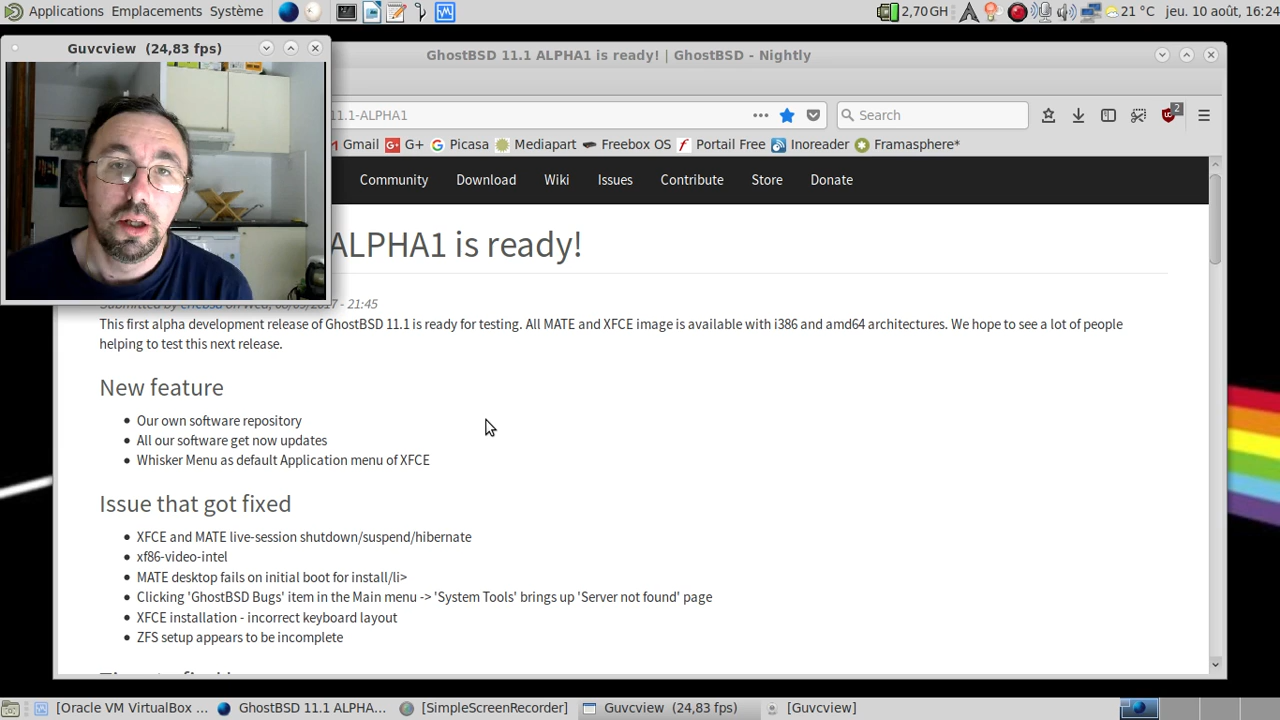 Applications Emplacements Système 2,70GH 21 °C jeu. 10 août, 16:24
Guvcview (24,83 fps)
GhostBSD 11.1 ALPHA1 is ready! | GhostBSD - Nightly
11.1-ALPHA1 Search 2
Gmail G+ Picasa Mediapart Freebox OS Portail Free Inoreader Framasphere*
Community Download Wiki Issues Contribute Store Donate
ALPHA1 is ready!
21:45
This first alpha development release of GhostBSD 11.1 is ready for testing. All MATE and XFCE image is available with i386 and amd64 architectures. We hope to see a lot of people
helping to test this next release.
New feature
Our own software repository
All our software get now updates
Whisker Menu as default Application menu of XFCE
Issue that got fixed
XFCE and MATE live-session shutdown/suspend/hibernate
xf86-video-intel
MATE desktop fails on initial boot for install/li>
Clicking 'GhostBSD Bugs' item in the Main menu -> 'System Tools' brings up 'Server not found' page
XFCE installation - incorrect keyboard layout
ZFS setup appears to be incomplete
[Oracle VM VirtualBox ... GhostBSD 11.1 ALPHA... [SimpleScreenRecorder] Guvcview (24,83 fps) [Guvcview]